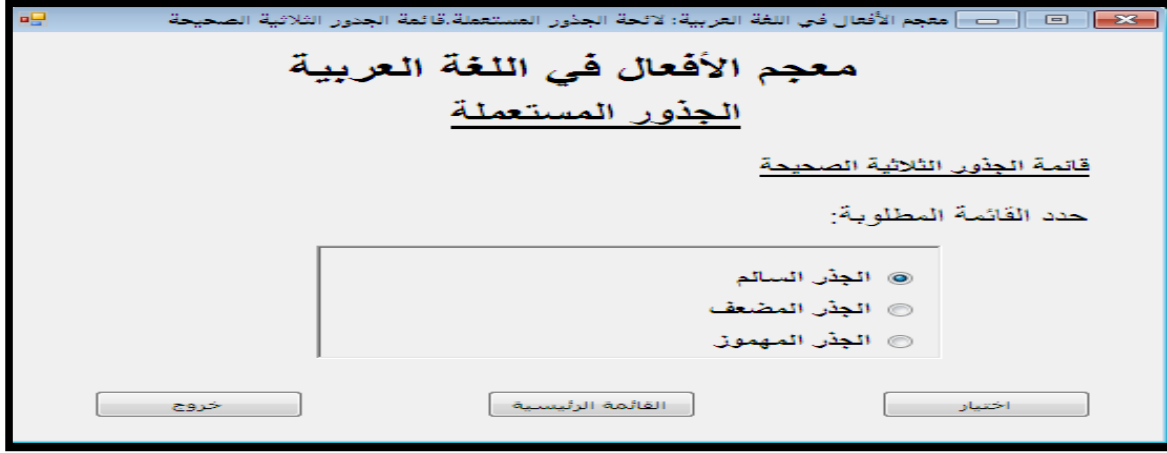 معجم الأفعال في اللغة العربية: لائحة الجذور المستعملة.قائمة الجدور الثلاثية الصحيحة
معجم الأفعال في اللغة العربية
الجذور المستعملة
قائمة الجذور الثلاثية الصحيحة
حدد القائمة المطلوبة:
الجذر السالم
الجذر المضعف
الجذر المهموز
اختيار
القائمة الرئيسية
خروج